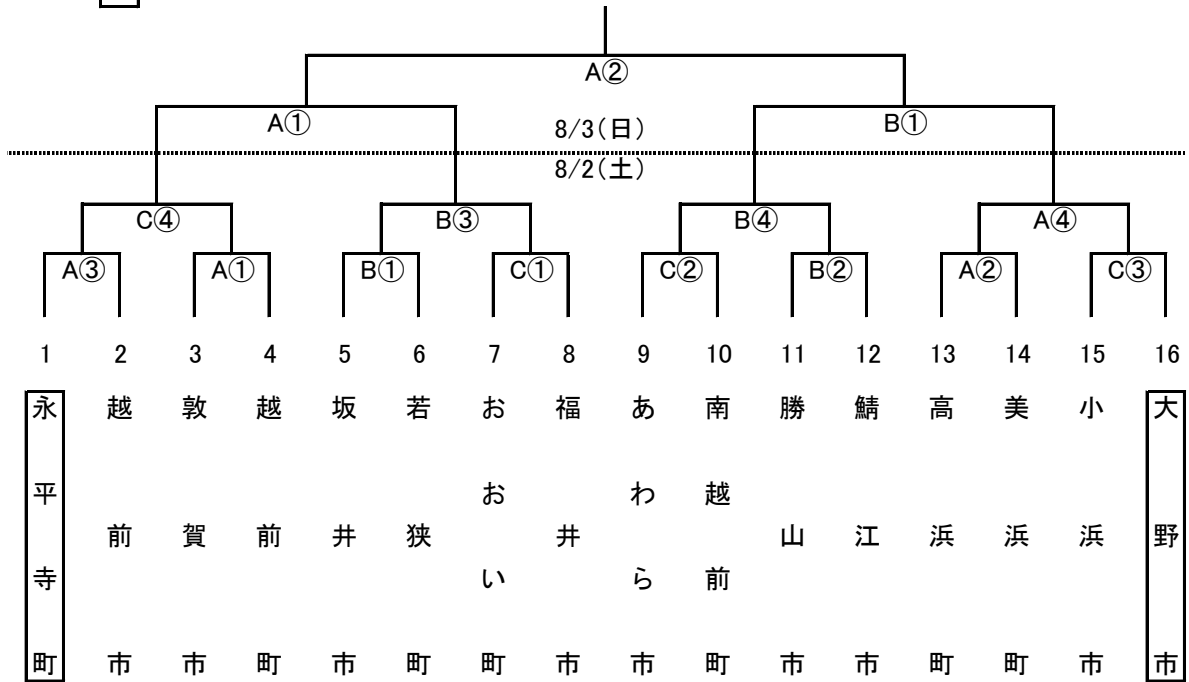 A②
A① 8/3(日) B①
8/2(土)
C④ B③ B④ A④
A③ A① B① C① C② B② A② C③
1 2 3 4 5 6 7 8 9 10 11 12 13 14 15 16
永平寺町
越前市
敦賀市
越前町
坂井市
若狭町
おおい町
福井市
あわら市
南越前町
勝山市
鯖江市
高浜町
美浜町
小浜市
大野市